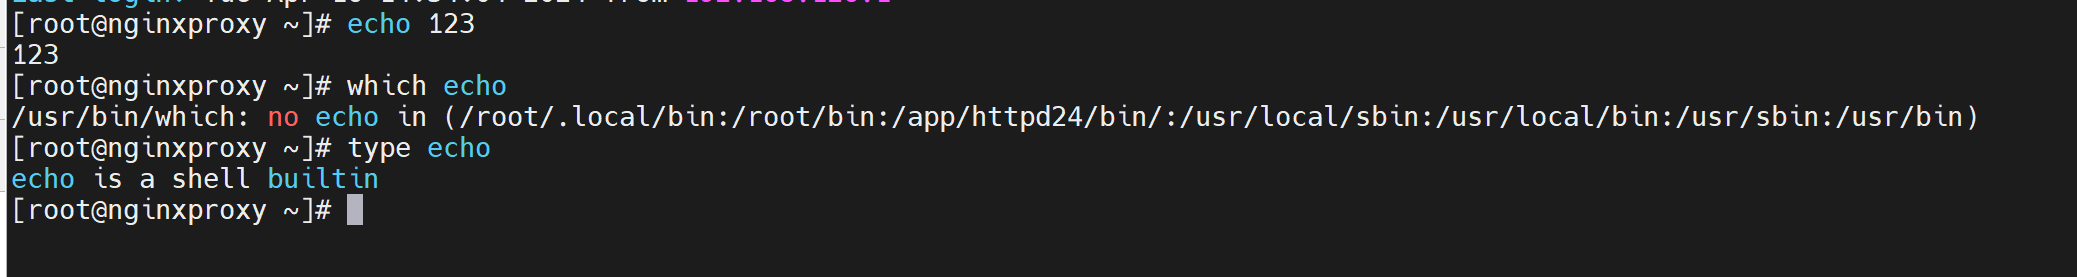 [root@nginxproxy ~]# echo 123
123
[root@nginxproxy ~]# which echo
/usr/bin/which: no echo in (/root/.local/bin:/root/bin:/app/httpd24/bin/:/usr/local/sbin:/usr/local/bin:/usr/sbin:/usr/bin)
[root@nginxproxy ~]# type echo
echo is a shell builtin
[root@nginxproxy ~]#